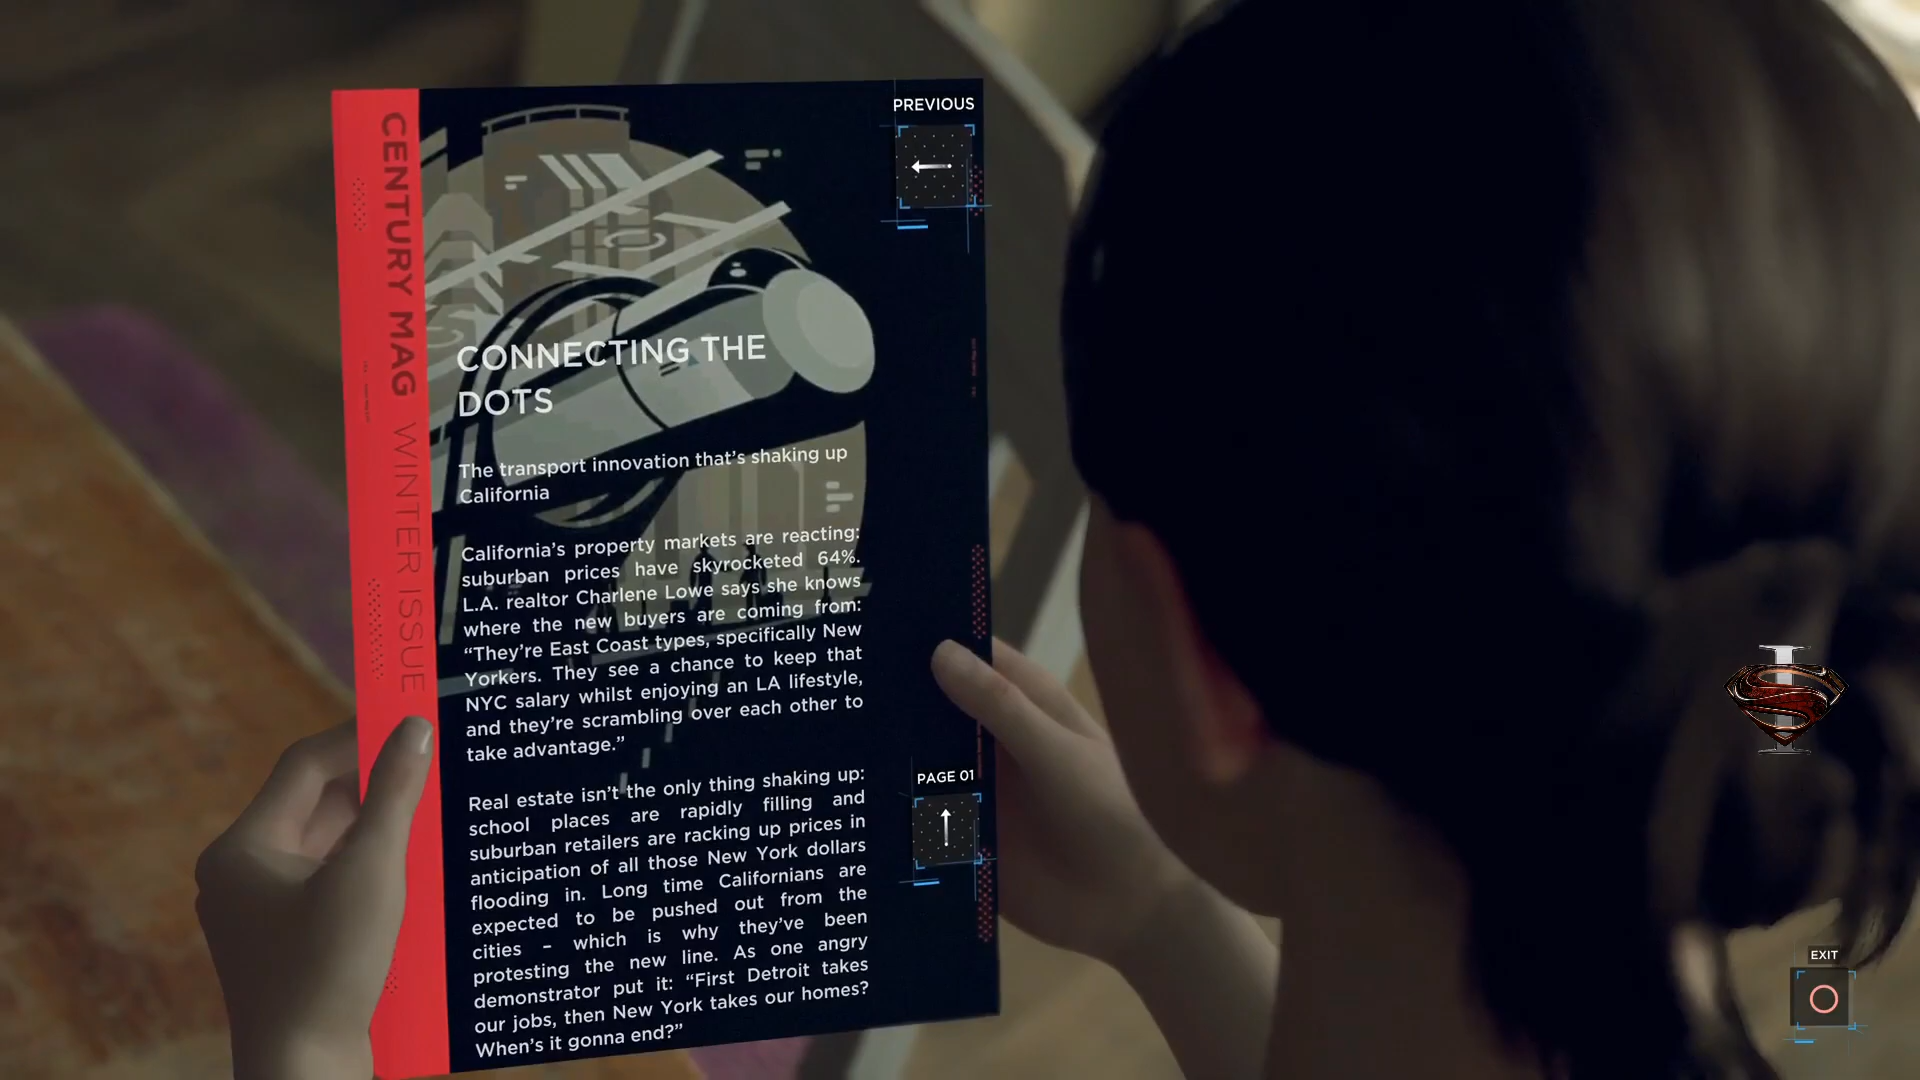 CENTURY MAG WINTER ISSUE
PREVIOUS
CONNECTING THE
DOTS
The transport innovation that's shaking up
California
California's property markets are reacting:
suburban prices have skyrocketed 64%.
L.A. realtor Charlene Lowe says she knows
where the new buyers are coming from:
“They're East Coast types, specifically New
Yorkers. They see a chance to keep that
NYC salary whilst enjoying an LA lifestyle,
and they're scrambling over each other to
take advantage.”
Real estate isn't the only thing shaking up:
school places are rapidly filling and
suburban retailers are racking up prices in
anticipation of all those New York dollars
flooding in. Long time Californians are
expected to be pushed out from the
cities – which is why they've been
protesting the new line. As one angry
demonstrator put it: “First Detroit takes
our jobs, then New York takes our homes?
When's it gonna end?”
PAGE 01
EXIT